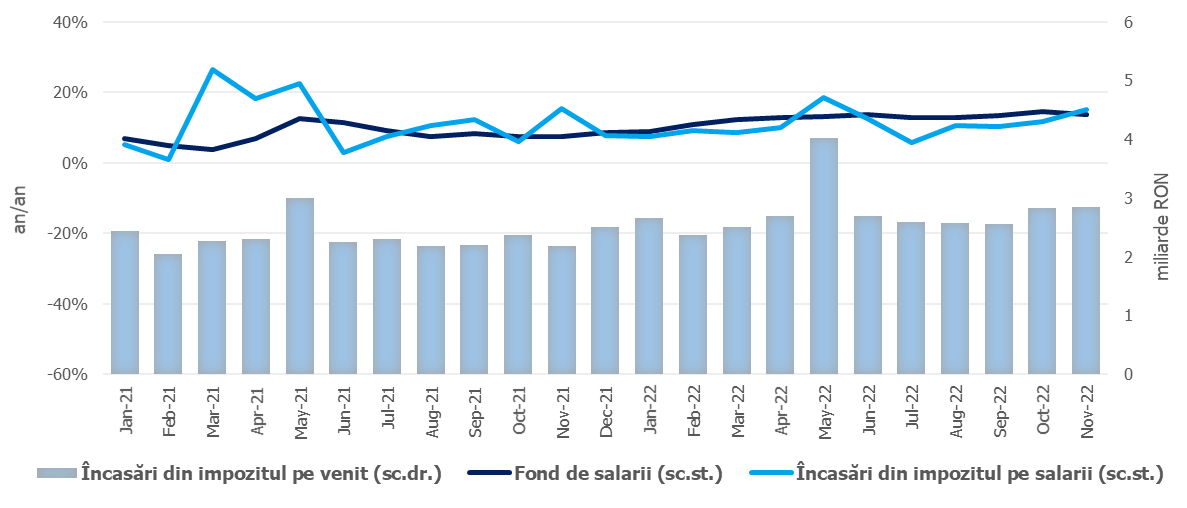 40%
20%
0%
-20%
-40%
-60%
an/an
6
5
4
3
2
1
0
miliarde RON
Jan-21
Feb-21
Mar-21
Apr-21
May-21
Jun-21
Jul-21
Aug-21
Sep-21
Oct-21
Nov-21
Dec-21
Jan-22
Feb-22
Mar-22
Apr-22
May-22
Jun-22
Jul-22
Aug-22
Sep-22
Oct-22
Nov-22
Încasări din impozitul pe venit (sc.dr.)
Fond de salarii (sc.st.)
Încasări din impozitul pe salarii (sc.st.)